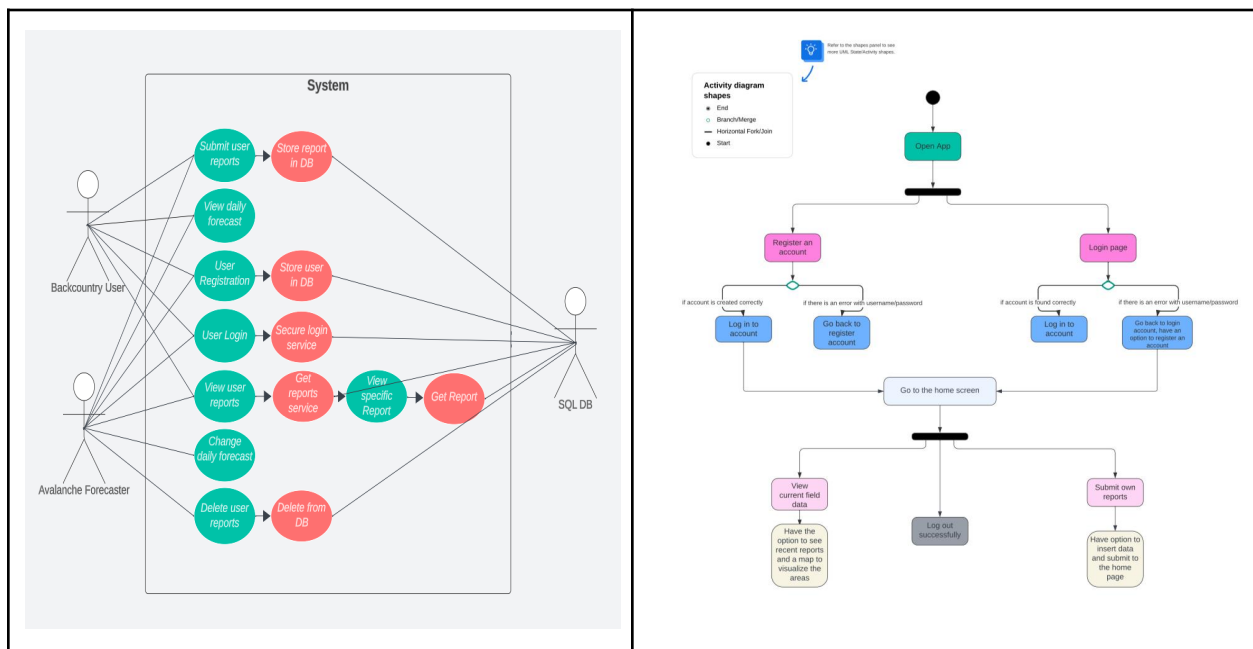 System
Submit user
reports
Store report
in DB
View daily
forecast
Backcountry User
User
Registration
Store user
in DB
User Login
Secure login
service
View user
reports
Get
reports
service
View
specific
Report
Get Report
SQL DB
Avalanche Forecaster
Change
daily forecast
Delete user
reports
Delete from
DB
Refer to the shapes panel to see
more UML State/Activity shapes.
Activity diagram
shapes
End
Branch/Merge
Horizontal Fork/Join
Start
Open App
Register an
account
Login page
if account is created correctly
if there is an error with username/password
if account is found correctly
if there is an error with username/password
Log in to
account
Go back to
register
account
Log in to
account
Go back to login
account, have an
option to register an
account
Go to the home screen
View
current field
data
Submit own
reports
Log out
successfully
Have the
option to see
recent reports
and a map to
visualize the
areas
Have option to
insert data
and submit to
the home
page